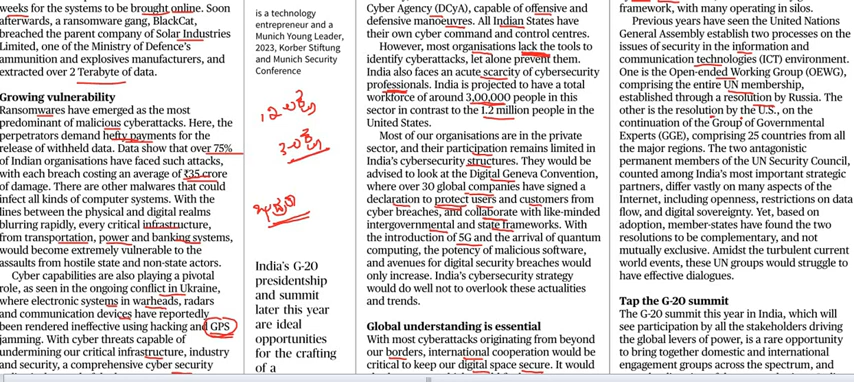 weeks for the systems to be brought online. Soon
afterwards, a ransomware gang, BlackCat,
breached the parent company of Solar Industries
Limited, one of the Ministry of Defence's
ammunition and explosives manufacturers, and
extracted over 2 Terabyte of data.
Growing vulnerability
Ransomwares have emerged as the most
predominant of malicious cyberattacks. Here, the
perpetrators demand hefty payments for the
release of withheld data. Data show that over 75%
of Indian organisations have faced such attacks,
with each breach costing an average of ₹35 crore
of damage. There are other malwares that could
infect all kinds of computer systems. With the
lines between the physical and digital realms
blurring rapidly, every critical infrastructure,
from transportation, power and banking systems,
would become extremely vulnerable to the
assaults from hostile state and non-state actors.
Cyber capabilities are also playing a pivotal
role, as seen in the ongoing conflict in Ukraine,
where electronic systems in warheads, radars
and communication devices have reportedly
been rendered ineffective using hacking and GPS
jamming. With cyber threats capable of
undermining our critical infrastructure, industry
and security, a comprehensive cyber security
is a technology
entrepreneur and a
Munich Young Leader,
2023, Korber Stiftung
and Munich Security
Conference
India's G-20
presidentship
and summit
later this year
are ideal
opportunities
for the crafting
of a
Cyber Agency (DCyA), capable of offensive and
defensive manoeuvres. All Indian States have
their own cyber command and control centres.
However, most organisations lack the tools to
identify cyberattacks, let alone prevent them.
India also faces an acute scarcity of cybersecurity
professionals. India is projected to have a total
workforce of around 3,00,000 people in this
sector in contrast to the 1.2 million people in the
United States.
Most of our organisations are in the private
sector, and their participation remains limited in
India's cybersecurity structures. They would be
advised to look at the Digital Geneva Convention,
where over 30 global companies have signed a
declaration to protect users and customers from
cyber breaches, and collaborate with like-minded
intergovernmental and state frameworks. With
the introduction of 5G and the arrival of quantum
computing, the potency of malicious software,
and avenues for digital security breaches would
only increase. India's cybersecurity strategy
would do well not to overlook these actualities
and trends.
Global understanding is essential
With most cyberattacks originating from beyond
our borders, international cooperation would be
critical to keep our digital space secure. It would
framework, with many operating in silos.
Previous years have seen the United Nations
General Assembly establish two processes on the
issues of security in the information and
communication technologies (ICT) environment.
One is the Open-ended Working Group (OEWG),
comprising the entire UN membership,
established through a resolution by Russia. The
other is the resolution by the U.S., on the
continuation of the Group of Governmental
Experts (GGE), comprising 25 countries from all
the major regions. The two antagonistic
permanent members of the UN Security Council,
counted among India's most important strategic
partners, differ vastly on many aspects of the
Internet, including openness, restrictions on data
flow, and digital sovereignty. Yet, based on
adoption, member-states have found the two
resolutions to be complementary, and not
mutually exclusive. Amidst the turbulent current
world events, these UN groups would struggle to
have effective dialogues.
Tap the G-20 summit
The G-20 summit this year in India, which will
see participation by all the stakeholders driving
the global levers of power, is a rare opportunity
to bring together domestic and international
engagement groups across the spectrum, and